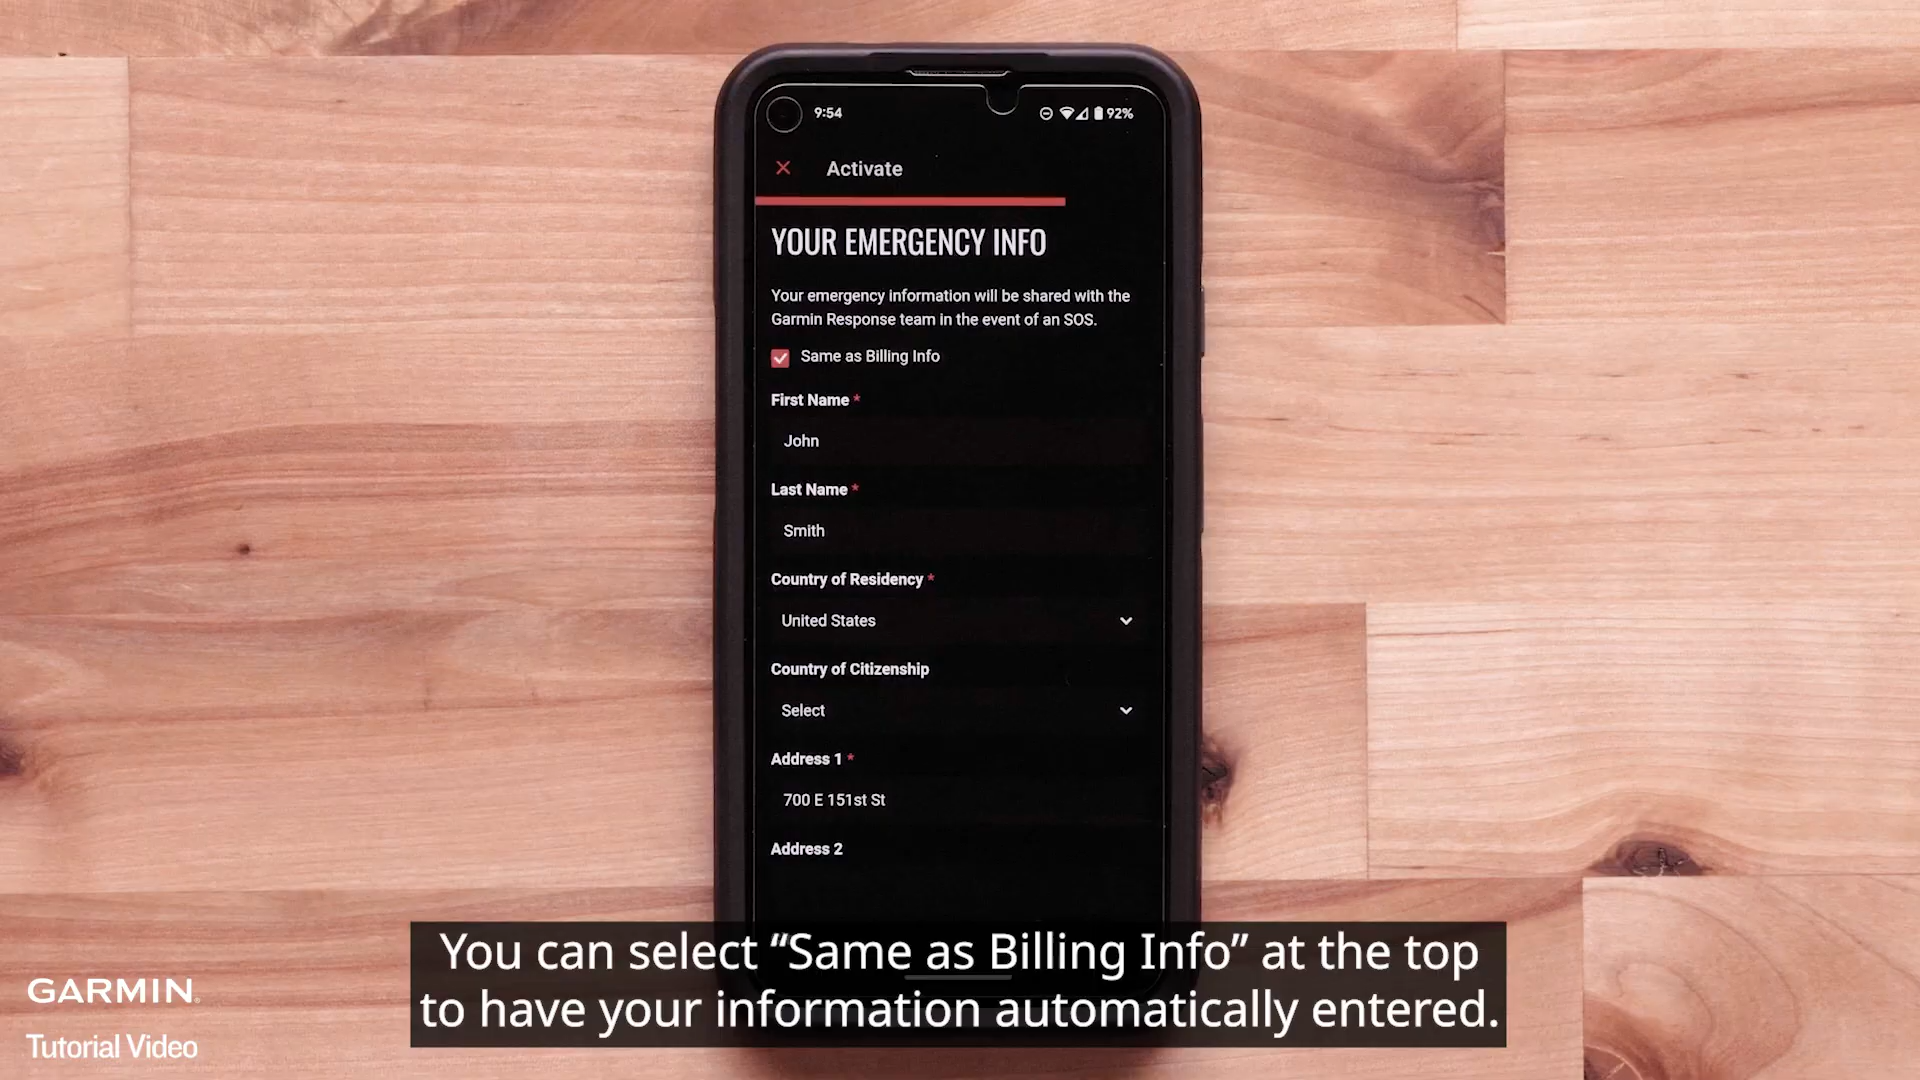 9:54
92%
Activate
YOUR EMERGENCY INFO
Your emergency information will be shared with the
Garmin Response team in the event of an SOS.
Same as Billing Info
First Name *
John
Last Name *
Smith
Country of Residency *
United States
Country of Citizenship
Select
Address 1 *
700 E 151st St
Address 2
You can select “Same as Billing Info” at the top
to have your information automatically entered.
GARMIN
Tutorial Video